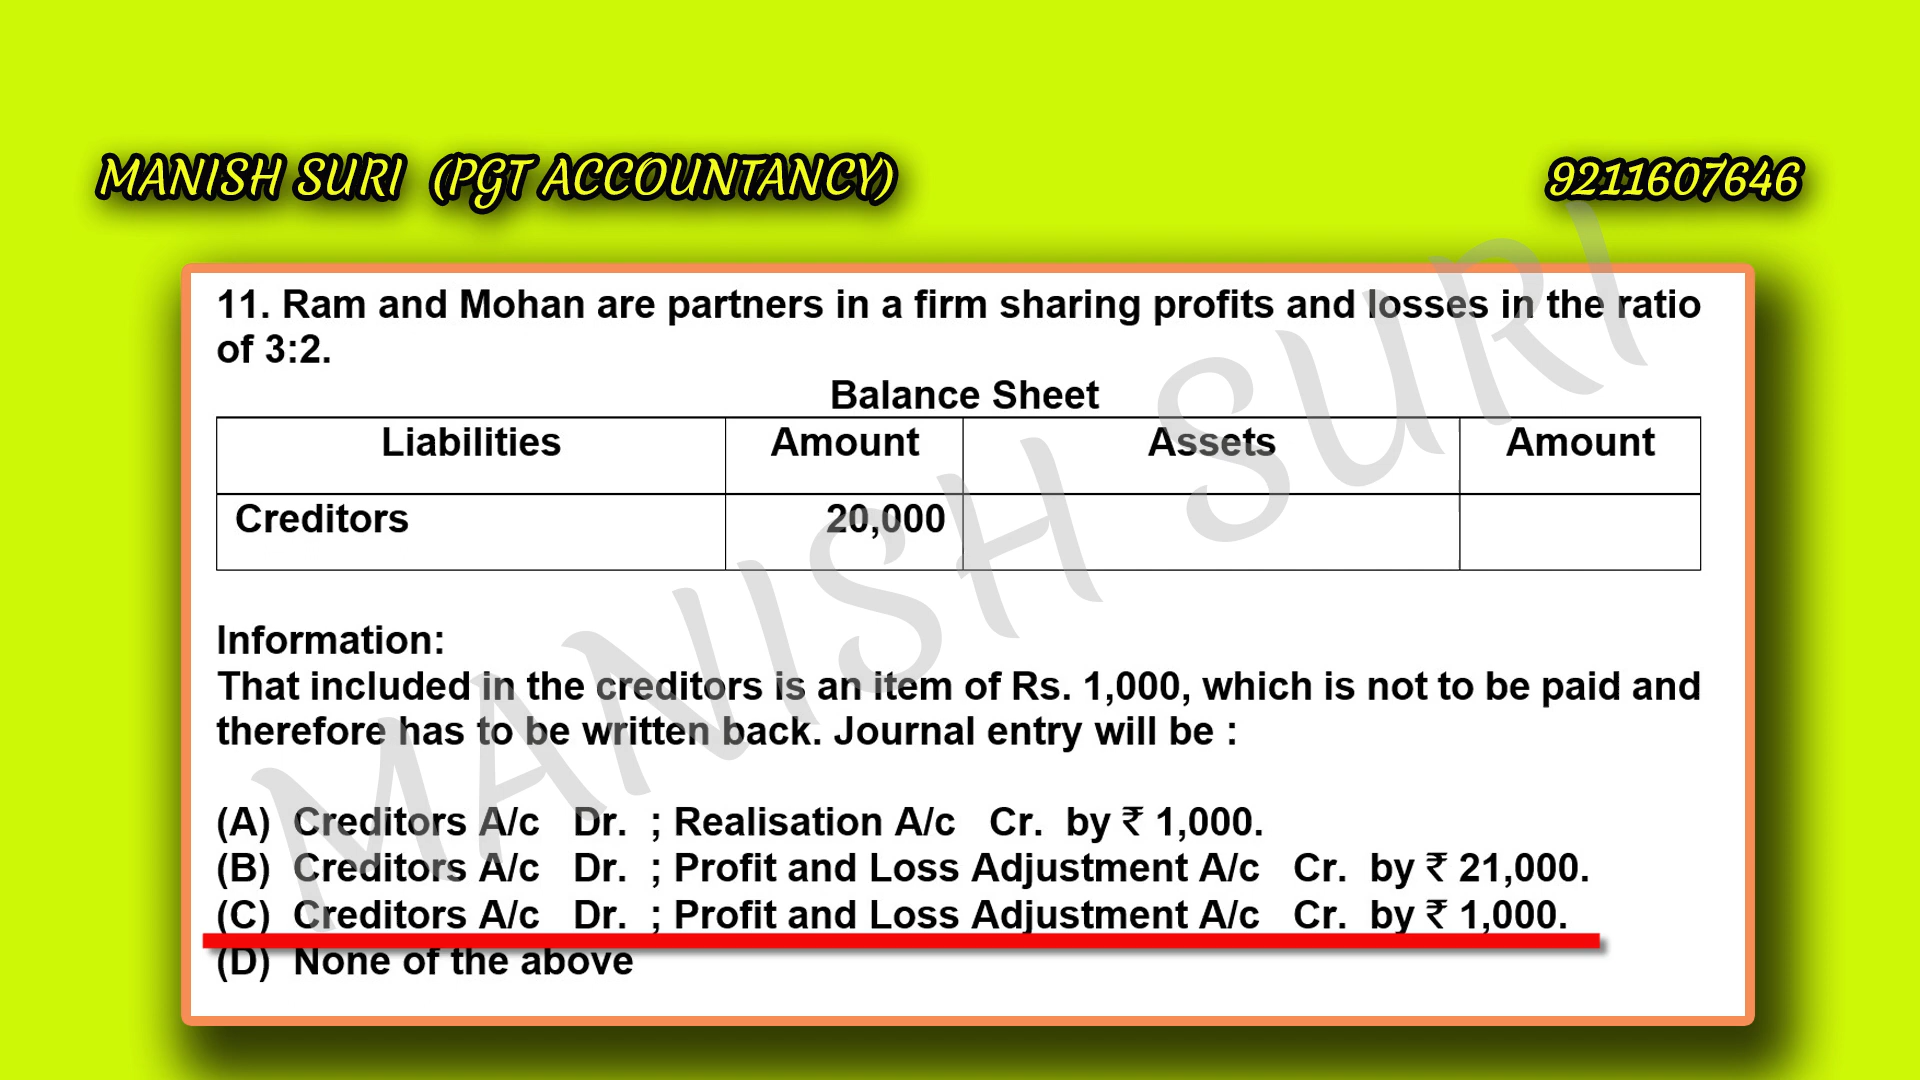 MANISH SURI (PGT ACCOUNTANCY)
9211607646
11. Ram and Mohan are partners in a firm sharing profits and losses in the ratio
of 3:2.
Balance Sheet
Liabilities Amount Assets Amount
Creditors 20,000
Information:
That included in the creditors is an item of Rs. 1,000, which is not to be paid and
therefore has to be written back. Journal entry will be :
(A) Creditors A/c Dr. ; Realisation A/c Cr. by ₹ 1,000.
(B) Creditors A/c Dr. ; Profit and Loss Adjustment A/c Cr. by ₹ 21,000.
(C) Creditors A/c Dr. ; Profit and Loss Adjustment A/c Cr. by ₹ 1,000.
(D) None of the above
MANISH SURI